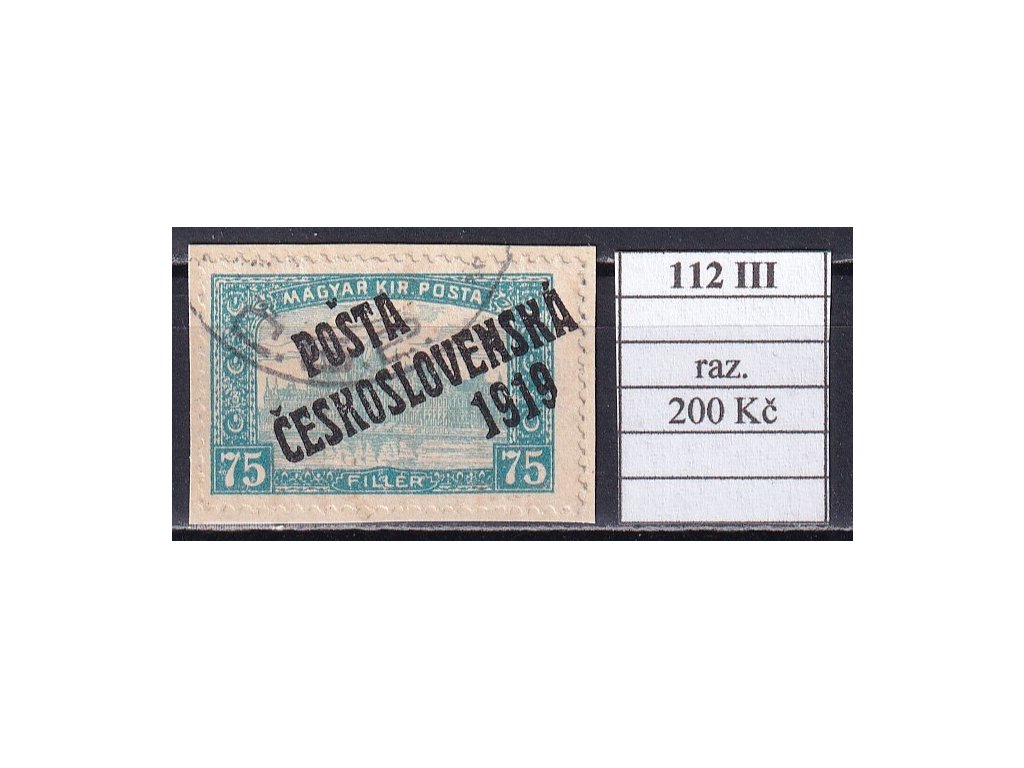 MAGYAR KIR POSTA
POŠTA
ČESKOSLOVENSKÁ
1919
75 75
FILLÉR
112 III
raz.
200 Kč